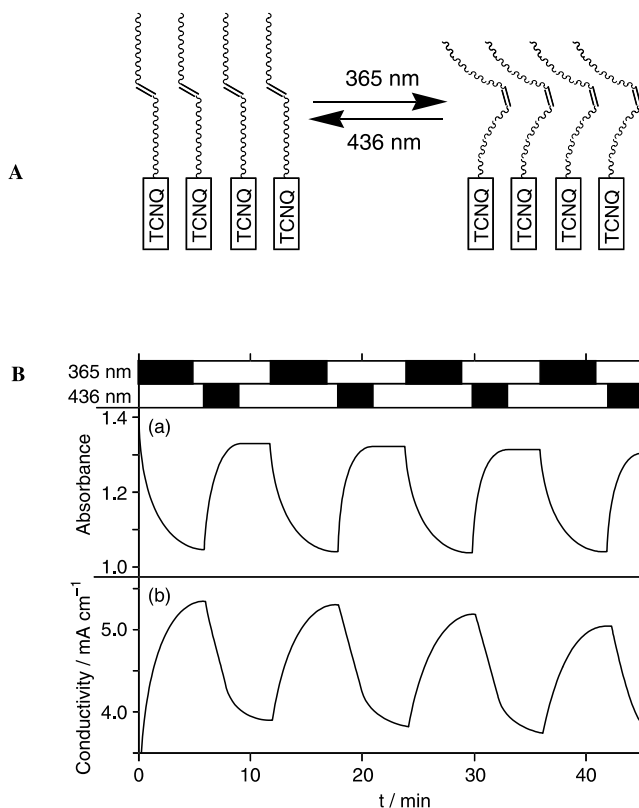 365 nm
436 nm
A
TCNQ TCNQ TCNQ TCNQ TCNQ TCNQ TCNQ TCNQ
B
365 nm
436 nm
1.4
(a)
1.2
Absorbance
1.0
(b)
5.0
Conductivity / mA cm⁻¹
4.0
0 10 20 30 40
t / min